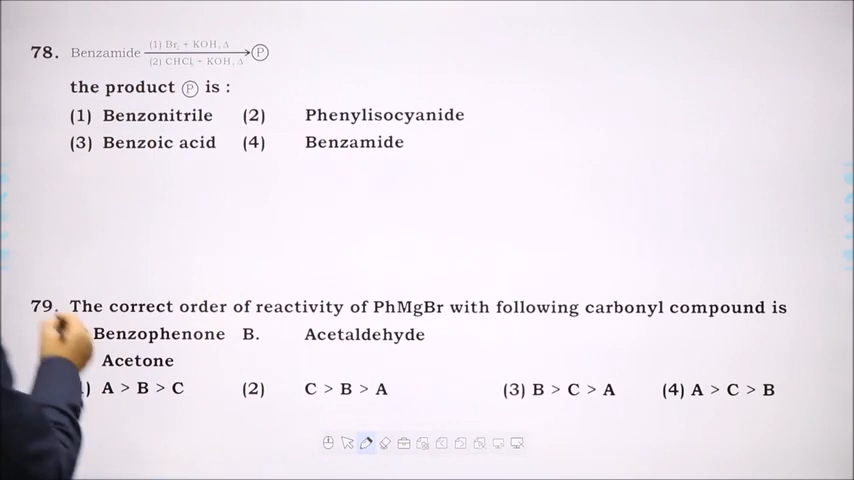 78. Benzamide (1) Br₂ + KOH, Δ (2) CHCl₃ + KOH, Δ P
the product P is :
(1) Benzonitrile (2) Phenylisocyanide
(3) Benzoic acid (4) Benzamide
79. The correct order of reactivity of PhMgBr with following carbonyl compound is
Benzophenone B. Acetaldehyde
Acetone
) A > B > C (2) C > B > A (3) B > C > A (4) A > C > B